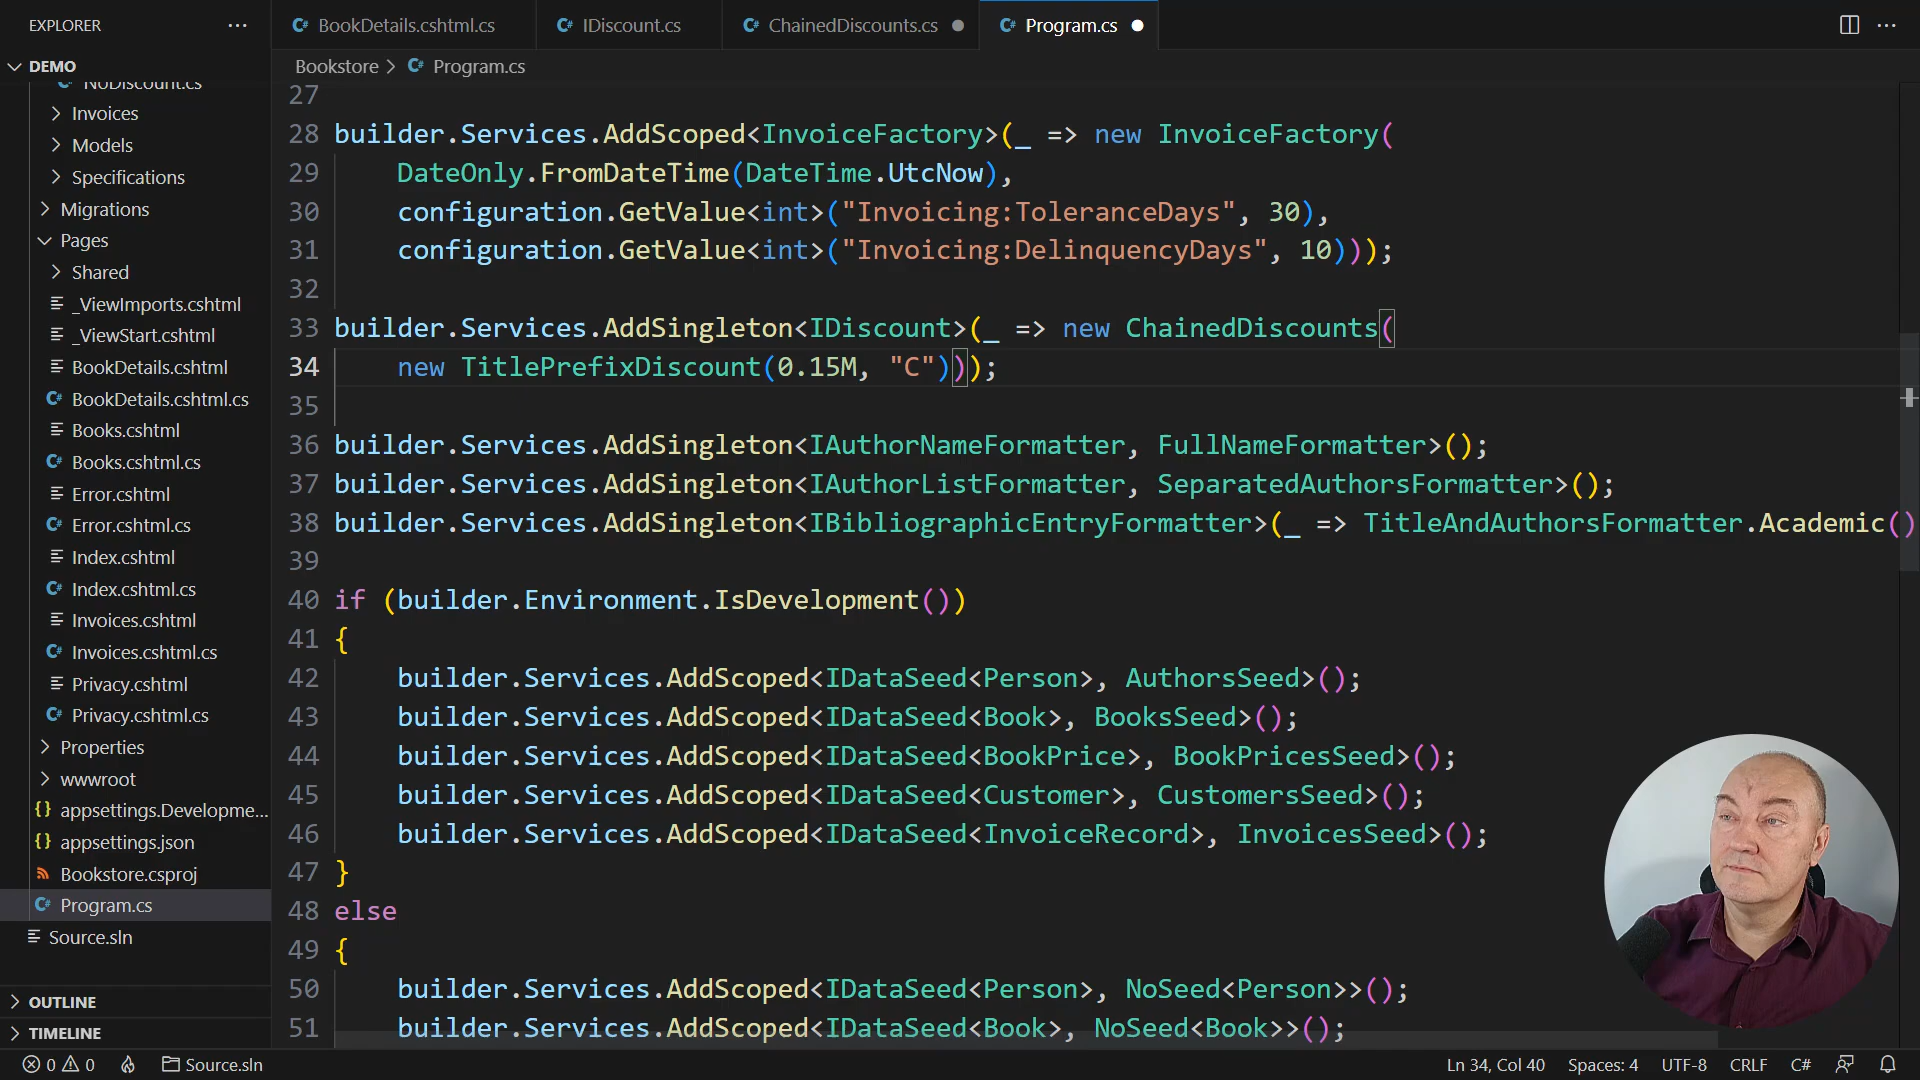 EXPLORER
BookDetails.cshtml.cs
IDiscount.cs
ChainedDiscounts.cs
Program.cs
DEMO
Bookstore > Program.cs
NoDiscount.cs
Invoices
Models
Specifications
Migrations
Pages
Shared
_ViewImports.cshtml
_ViewStart.cshtml
BookDetails.cshtml
BookDetails.cshtml.cs
Books.cshtml
Books.cshtml.cs
Error.cshtml
Error.cshtml.cs
Index.cshtml
Index.cshtml.cs
Invoices.cshtml
Invoices.cshtml.cs
Privacy.cshtml
Privacy.cshtml.cs
Properties
wwwroot
appsettings.Developme...
appsettings.json
Bookstore.csproj
Program.cs
Source.sln
OUTLINE
TIMELINE
27
28 builder.Services.AddScoped<InvoiceFactory>(_ => new InvoiceFactory(
29 DateOnly.FromDateTime(DateTime.UtcNow),
30 configuration.GetValue<int>("Invoicing:ToleranceDays", 30),
31 configuration.GetValue<int>("Invoicing:DelinquencyDays", 10)));
32
33 builder.Services.AddSingleton<IDiscount>(_ => new ChainedDiscounts(
34 new TitlePrefixDiscount(0.15M, "C")));
35
36 builder.Services.AddSingleton<IAuthorNameFormatter, FullNameFormatter>();
37 builder.Services.AddSingleton<IAuthorListFormatter, SeparatedAuthorsFormatter>();
38 builder.Services.AddSingleton<IBibliographicEntryFormatter>(_ => TitleAndAuthorsFormatter.Academic()
39
40 if (builder.Environment.IsDevelopment())
41 {
42 builder.Services.AddScoped<IDataSeed<Person>, AuthorsSeed>();
43 builder.Services.AddScoped<IDataSeed<Book>, BooksSeed>();
44 builder.Services.AddScoped<IDataSeed<BookPrice>, BookPricesSeed>();
45 builder.Services.AddScoped<IDataSeed<Customer>, CustomersSeed>();
46 builder.Services.AddScoped<IDataSeed<InvoiceRecord>, InvoicesSeed>();
47 }
48 else
49 {
50 builder.Services.AddScoped<IDataSeed<Person>, NoSeed<Person>>();
51 builder.Services.AddScoped<IDataSeed<Book>, NoSeed<Book>>();
0 0 Source.sln Ln 34, Col 40 Spaces: 4 UTF-8 CRLF C#